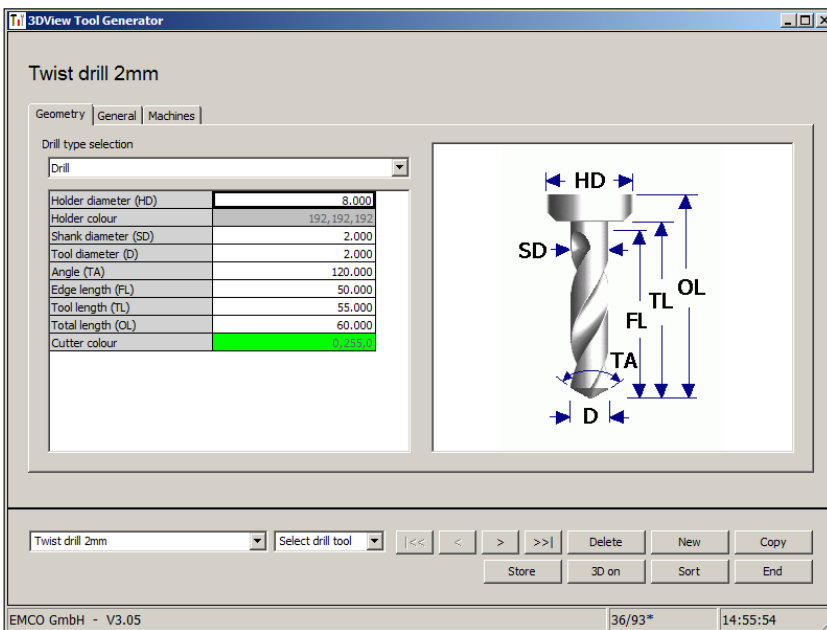 3DView Tool Generator
Twist drill 2mm
Geometry General Machines
Drill type selection
Drill
Holder diameter (HD) 8.000
Holder colour 192,192,192
Shank diameter (SD) 2.000
Tool diameter (D) 2.000
Angle (TA) 120.000
Edge length (FL) 50.000
Tool length (TL) 55.000
Total length (OL) 60.000
Cutter colour 0,255,0
HD
SD
OL
TL
FL
TA
D
Twist drill 2mm Select drill tool |<< < > >>| Delete New Copy
Store 3D on Sort End
EMCO GmbH - V3.05 36/93* 14:55:54